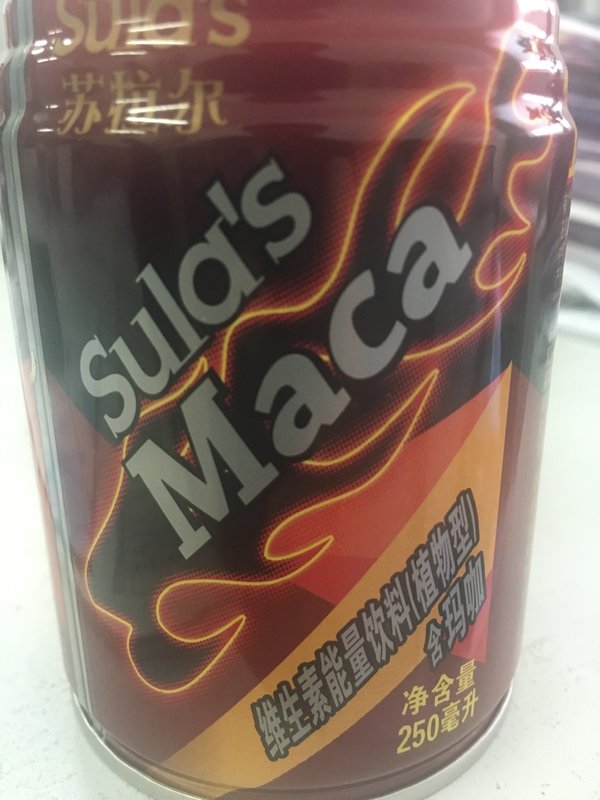 Sula's
苏拉尔
Sula's
Maca
维生素能量饮料(植物型)
含玛咖
净含量
250毫升